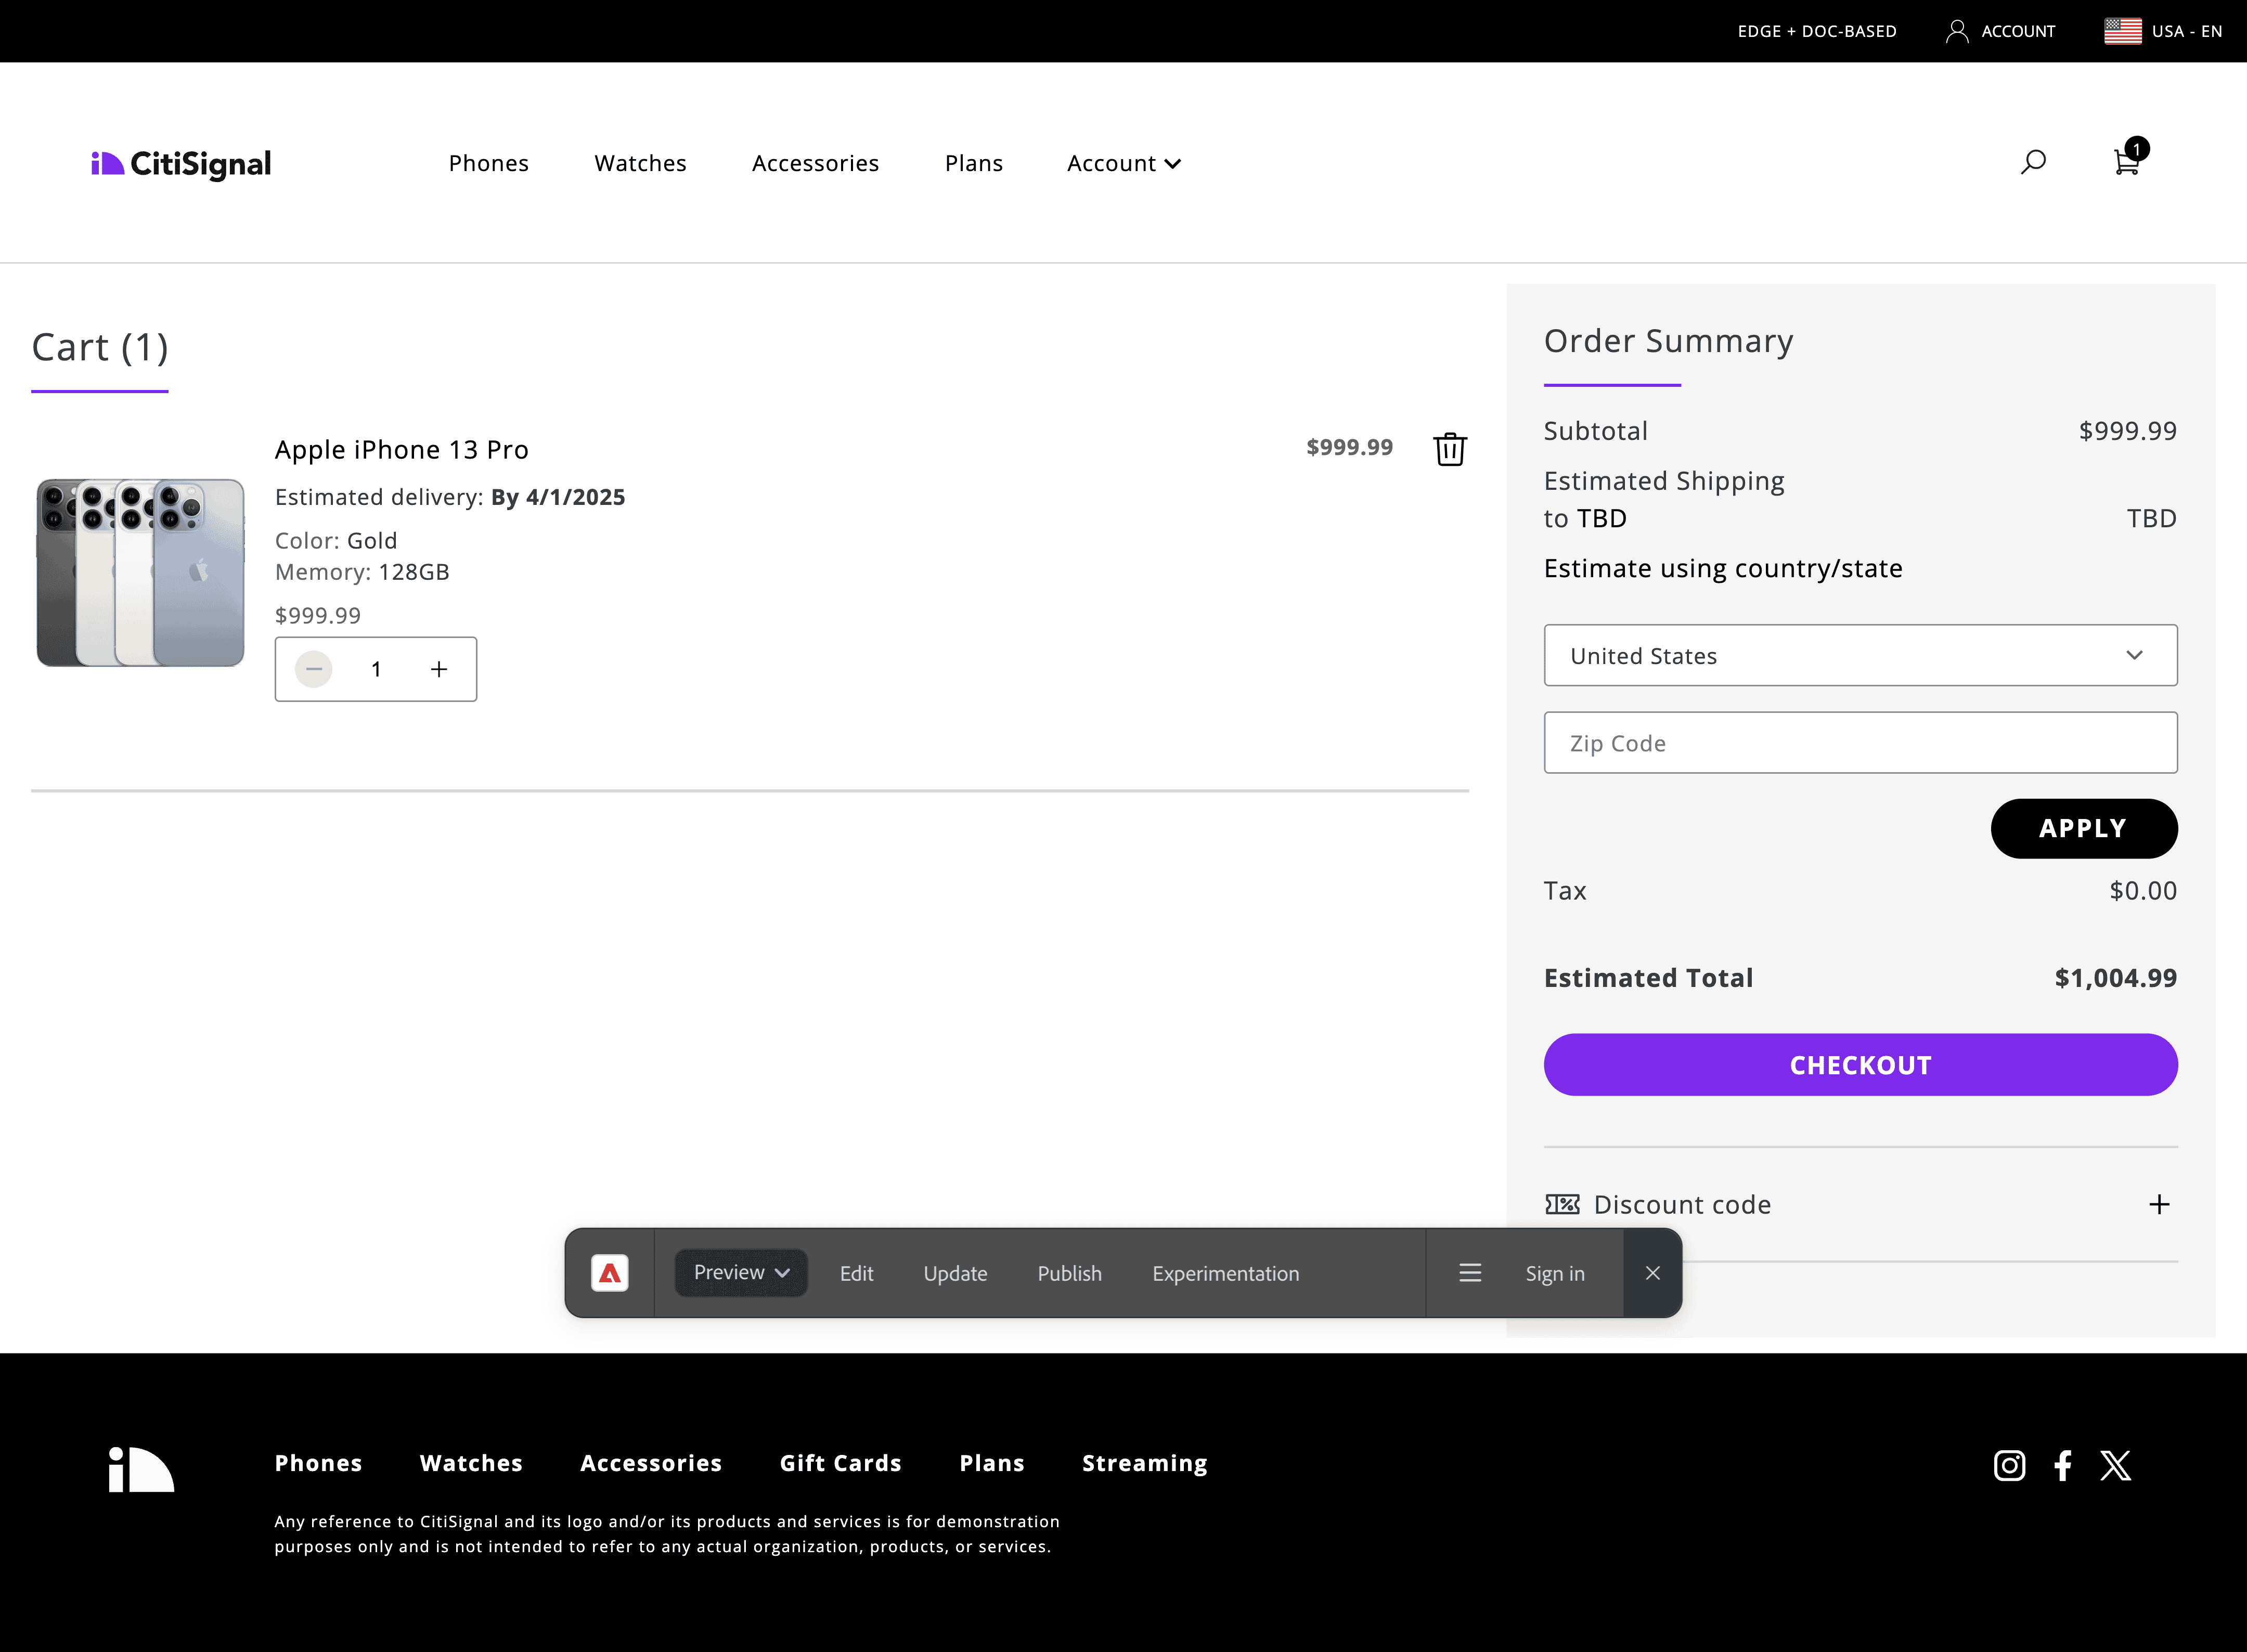 EDGE + DOC-BASED ACCOUNT USA - EN
CitiSignal Phones Watches Accessories Plans Account 1
Cart (1)
Apple iPhone 13 Pro $999.99
Estimated delivery: By 4/1/2025
Color: Gold
Memory: 128GB
$999.99
1
Order Summary
Subtotal $999.99
Estimated Shipping
to TBD TBD
Estimate using country/state
United States
Zip Code
APPLY
Tax $0.00
Estimated Total $1,004.99
CHECKOUT
Discount code
Preview Edit Update Publish Experimentation Sign in
Phones Watches Accessories Gift Cards Plans Streaming
Any reference to CitiSignal and its logo and/or its products and services is for demonstration
purposes only and is not intended to refer to any actual organization, products, or services.